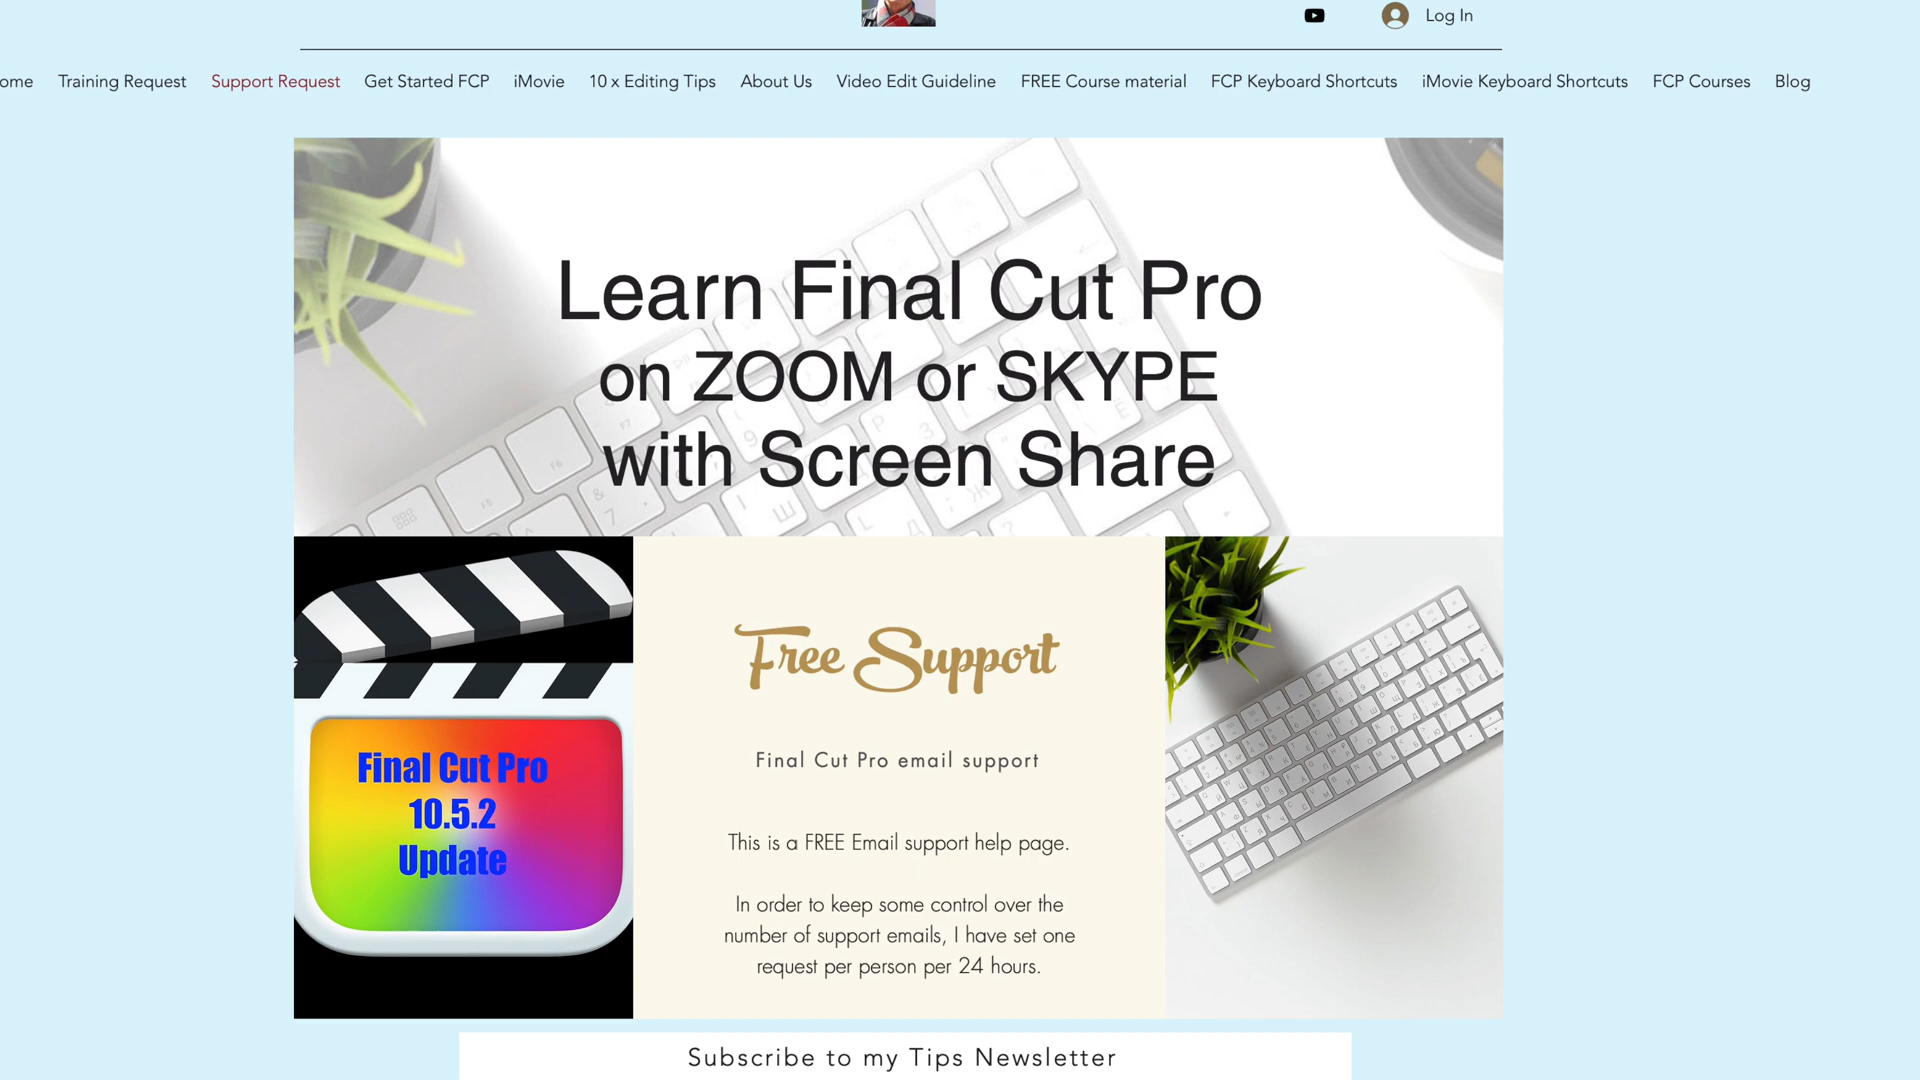 Log In
ome Training Request Support Request Get Started FCP iMovie 10 x Editing Tips About Us Video Edit Guideline FREE Course material FCP Keyboard Shortcuts iMovie Keyboard Shortcuts FCP Courses Blog
Learn Final Cut Pro
on ZOOM or SKYPE
with Screen Share
Final Cut Pro
10.5.2
Update
Free Support
Final Cut Pro email support
This is a FREE Email support help page.
In order to keep some control over the
number of support emails, I have set one
request per person per 24 hours.
Subscribe to my Tips Newsletter